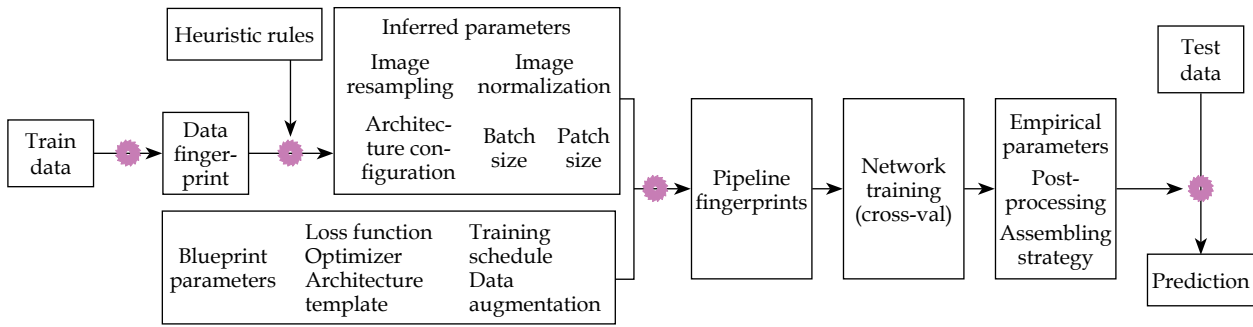 Train
data
Data
finger-
print
Heuristic rules
Inferred parameters
Image
resampling
Image
normalization
Architec-
ture con-
figuration
Batch
size
Patch
size
Blueprint
parameters
Loss function
Optimizer
Architecture
template
Training
schedule
Data
augmentation
Pipeline
fingerprints
Network
training
(cross-val)
Empirical
parameters
Post-
processing
Assembling
strategy
Test
data
Prediction